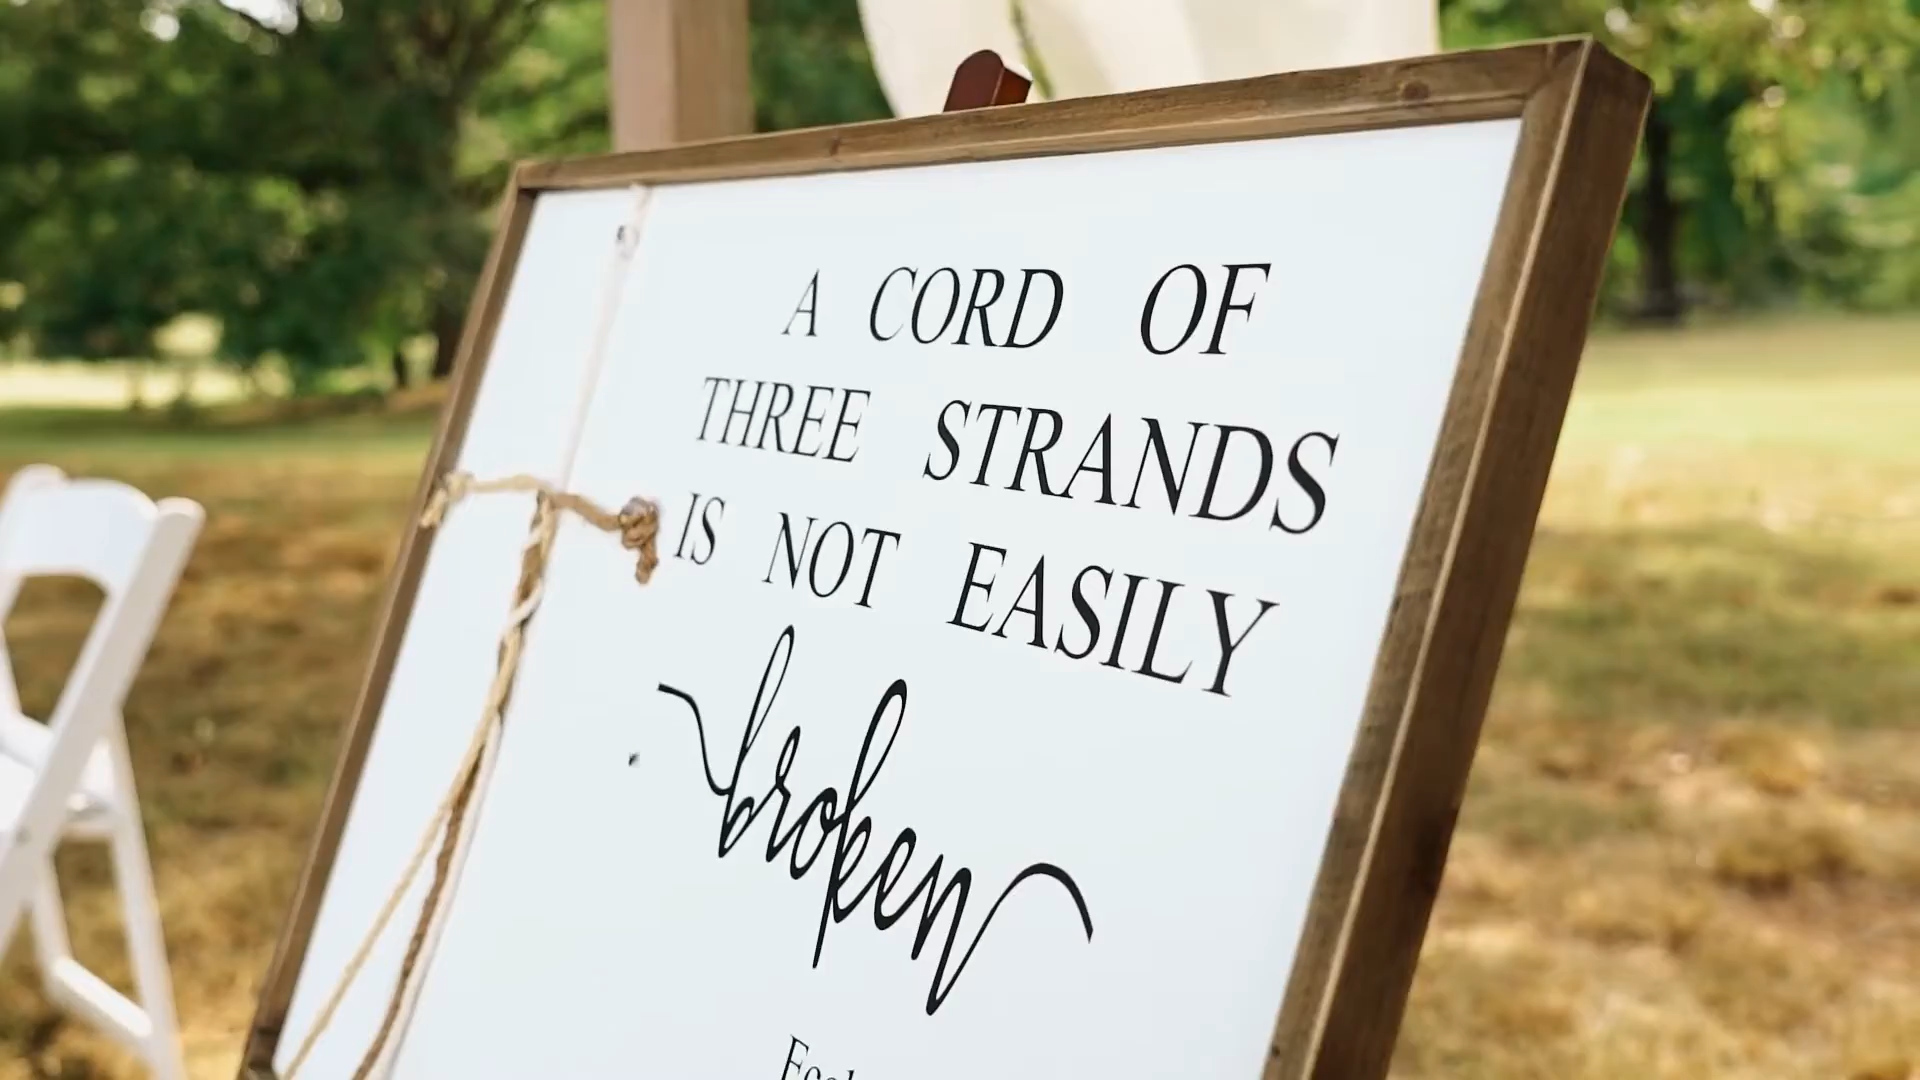 A CORD OF
THREE STRANDS
IS NOT EASILY
broken